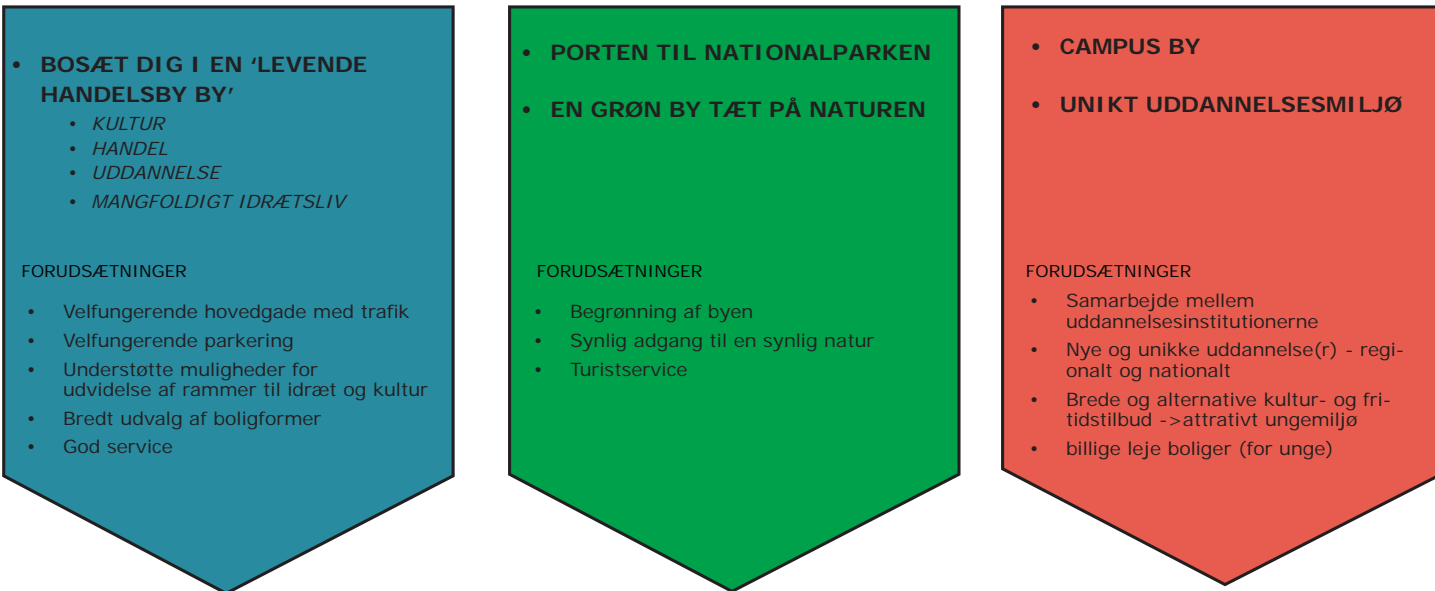 • BOSÆT DIG I EN ‘LEVENDE
HANDELSBY BY’
• KULTUR
• HANDEL
• UDDANNELSE
• MANGFOLDIGT IDRÆTSLIV
FORUDSÆTNINGER
• Velfungerende hovedgade med trafik
• Velfungerende parkering
• Understøtte muligheder for
udvidelse af rammer til idræt og kultur
• Bredt udvalg af boligformer
• God service
• PORTEN TIL NATIONALPARKEN
• EN GRØN BY TÆT PÅ NATUREN
FORUDSÆTNINGER
• Begrønning af byen
• Synlig adgang til en synlig natur
• Turistservice
• CAMPUS BY
• UNIKT UDDANNELSESMILJØ
FORUDSÆTNINGER
• Samarbejde mellem
uddannelsesinstitutionerne
• Nye og unikke uddannelse(r) - regi-
onalt og nationalt
• Brede og alternative kultur- og fri-
tidstilbud ->attrativt ungemiljø
• billige leje boliger (for unge)